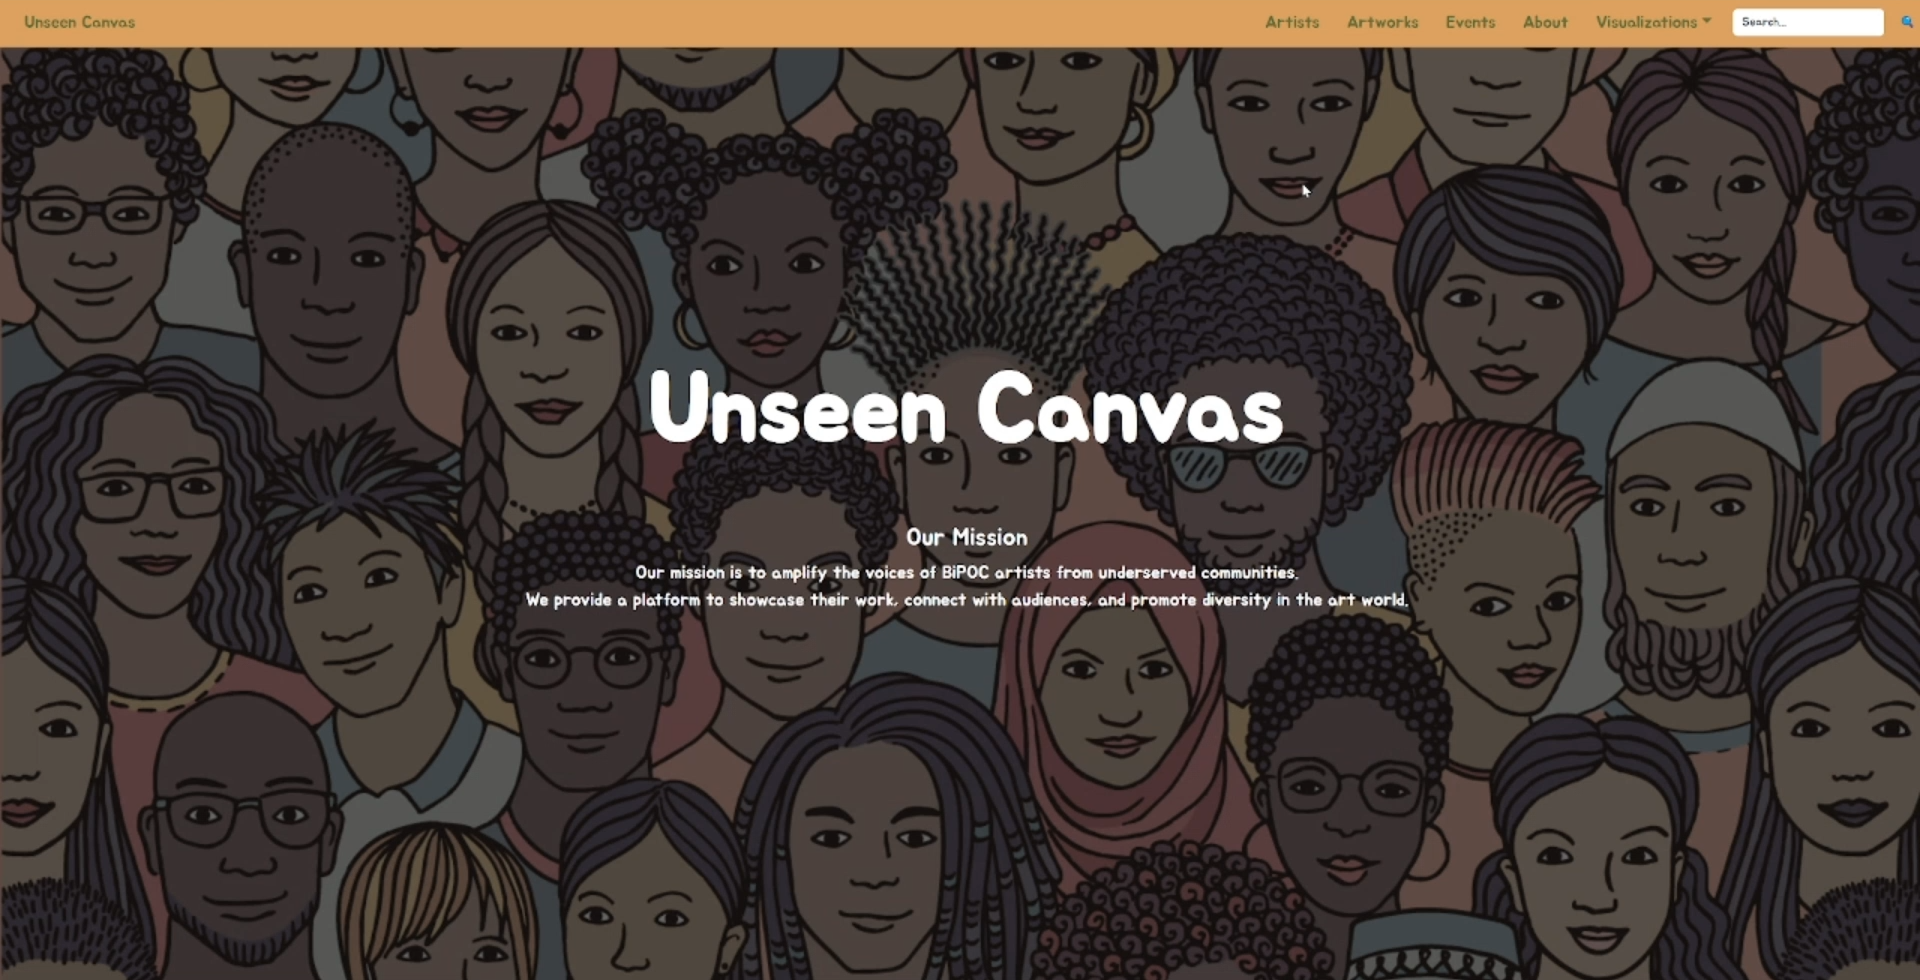 Unseen Canvas
Artists Artworks Events About Visualizations Search...
Unseen Canvas
Our Mission
Our mission is to amplify the voices of BiPOC artists from underserved communities.
We provide a platform to showcase their work, connect with audiences, and promote diversity in the art world.